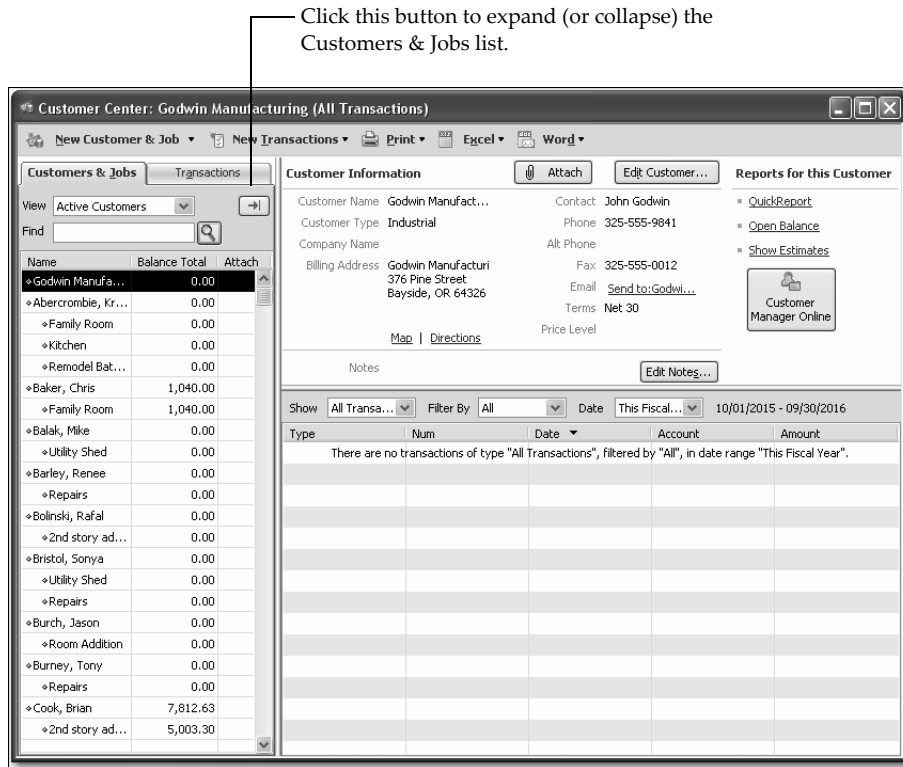 Click this button to expand (or collapse) the
Customers & Jobs list.
Customer Center: Godwin Manufacturing (All Transactions)
New Customer & Job New Transactions Print Excel Word
Customers & Jobs Transactions
View Active Customers
Find
Name Balance Total Attach
Godwin Manufa... 0.00
Abercrombie, Kr... 0.00
Family Room 0.00
Kitchen 0.00
Remodel Bat... 0.00
Baker, Chris 1,040.00
Family Room 1,040.00
Balak, Mike 0.00
Utility Shed 0.00
Barley, Renee 0.00
Repairs 0.00
Bolinski, Rafal 0.00
2nd story ad... 0.00
Bristol, Sonya 0.00
Utility Shed 0.00
Repairs 0.00
Burch, Jason 0.00
Room Addition 0.00
Burney, Tony 0.00
Repairs 0.00
Cook, Brian 7,812.63
2nd story ad... 5,003.30
Customer Information Attach Edit Customer...
Customer Name Godwin Manufact... Contact John Godwin
Customer Type Industrial Phone 325-555-9841
Company Name Alt Phone
Billing Address Godwin Manufacturi Fax 325-555-0012
376 Pine Street
Bayside, OR 64326
Email Send to:Godwi...
Terms Net 30
Price Level
Map | Directions
Notes Edit Notes...
Reports for this Customer
QuickReport
Open Balance
Show Estimates
Customer
Manager Online
Show All Transa... Filter By All Date This Fiscal... 10/01/2015 - 09/30/2016
Type Num Date Account Amount
There are no transactions of type "All Transactions", filtered by "All", in date range "This Fiscal Year".